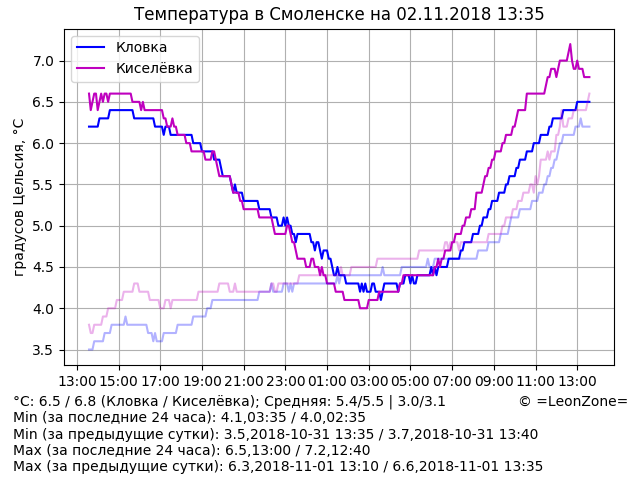 Температура в Смоленске на 02.11.2018 13:35
Кловка
Киселёвка
градусов Цельсия, °C
7.0
6.5
6.0
5.5
5.0
4.5
4.0
3.5
13:00 15:00 17:00 19:00 21:00 23:00 01:00 03:00 05:00 07:00 09:00 11:00 13:00
°C: 6.5 / 6.8 (Кловка / Киселёвка); Средняя: 5.4/5.5 | 3.0/3.1 © =LeonZone=
Min (за последние 24 часа): 4.1,03:35 / 4.0,02:35
Min (за предыдущие сутки): 3.5,2018-10-31 13:35 / 3.7,2018-10-31 13:40
Max (за последние 24 часа): 6.5,13:00 / 7.2,12:40
Max (за предыдущие сутки): 6.3,2018-11-01 13:10 / 6.6,2018-11-01 13:35